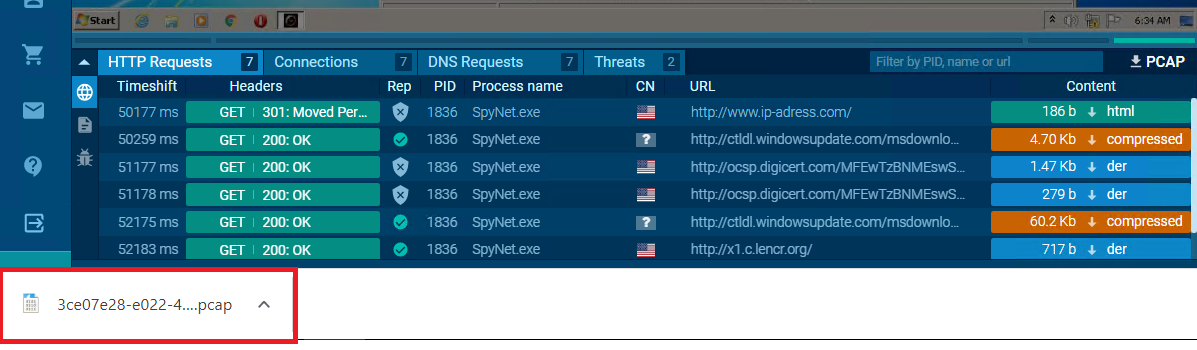 Start 6:34 AM
HTTP Requests 7 Connections 7 DNS Requests 7 Threats 2 Filter by PID, name or url PCAP
Timeshift Headers Rep PID Process name CN URL Content
50177 ms GET 301: Moved Per... 1836 SpyNet.exe http://www.ip-adress.com/ 186 b html
50259 ms GET 200: OK 1836 SpyNet.exe ? http://ctldl.windowsupdate.com/msdownlo... 4.70 Kb compressed
51177 ms GET 200: OK 1836 SpyNet.exe http://ocsp.digicert.com/MFEwTzBNMEswS... 1.47 Kb der
51178 ms GET 200: OK 1836 SpyNet.exe http://ocsp.digicert.com/MFEwTzBNMEswS... 279 b der
52175 ms GET 200: OK 1836 SpyNet.exe ? http://ctldl.windowsupdate.com/msdownlo... 60.2 Kb compressed
52183 ms GET 200: OK 1836 SpyNet.exe http://x1.c.lencr.org/ 717 b der
3ce07e28-e022-4....pcap